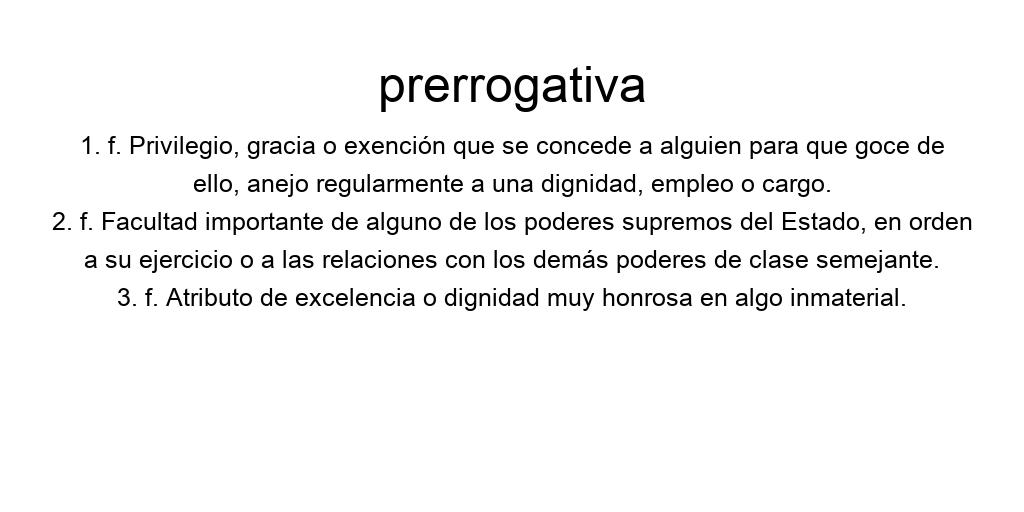 prerrogativa
1. f. Privilegio, gracia o exención que se concede a alguien para que goce de
ello, anejo regularmente a una dignidad, empleo o cargo.
2. f. Facultad importante de alguno de los poderes supremos del Estado, en orden
a su ejercicio o a las relaciones con los demás poderes de clase semejante.
3. f. Atributo de excelencia o dignidad muy honrosa en algo inmaterial.